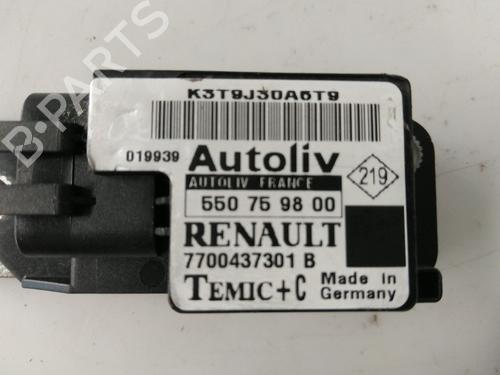 K3T9J30A6T9
019939
Autoliv
219
AUTOLIV FRANCE
550 75 98 00
RENAULT
7700437301 B
TEMIC+C
Made in
Germany
B-PARTS